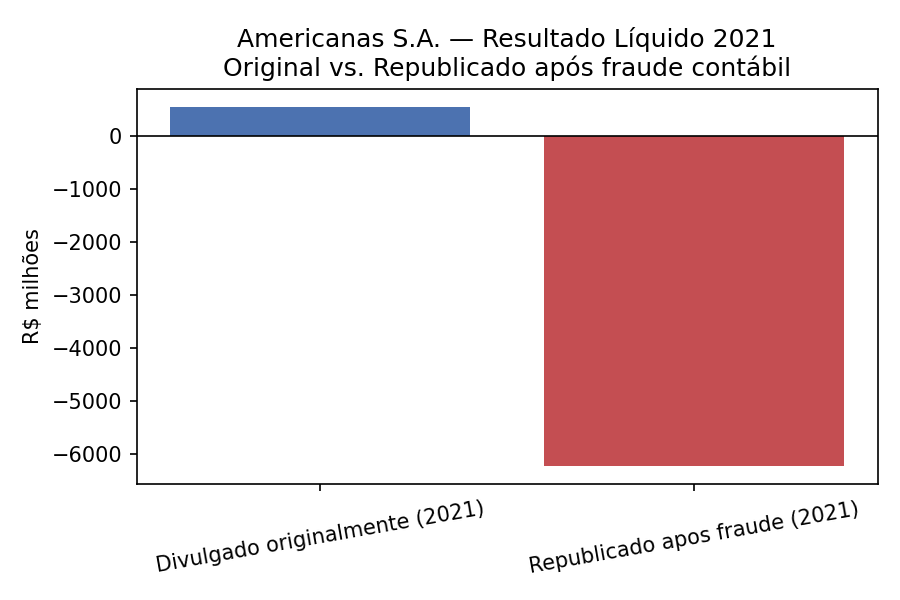 Americanas S.A. — Resultado Líquido 2021
Original vs. Republicado após fraude contábil
R$ milhões
0
−1000
−2000
−3000
−4000
−5000
−6000
Divulgado originalmente (2021)
Republicado apos fraude (2021)